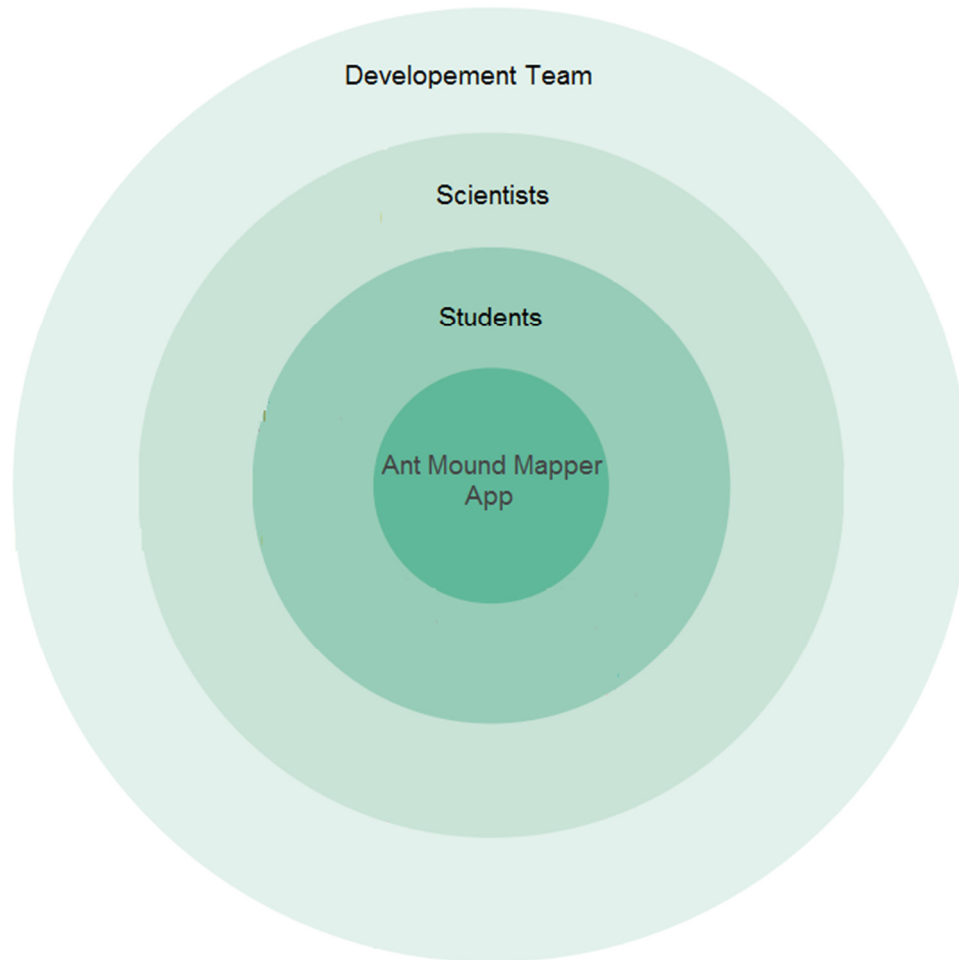 Developement Team
Scientists
Students
Ant Mound Mapper
App